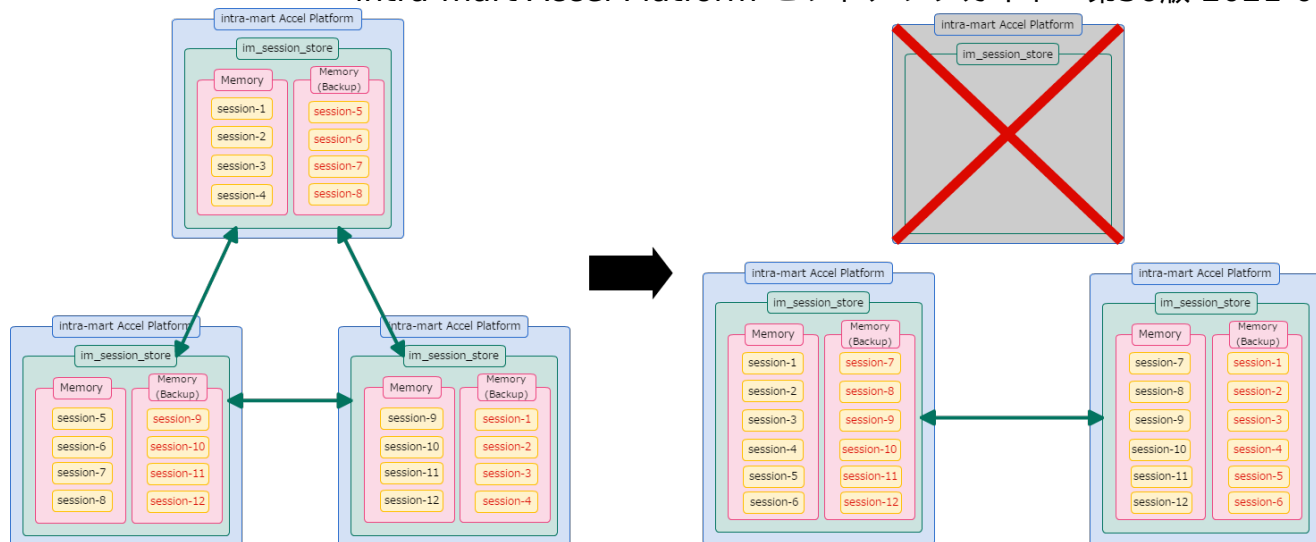 intra-mart Accel Platform
im_session_store
Memory
session-1
session-2
session-3
session-4
Memory
(Backup)
session-5
session-6
session-7
session-8
intra-mart Accel Platform
im_session_store
Memory
session-5
session-6
session-7
session-8
Memory
(Backup)
session-9
session-10
session-11
session-12
intra-mart Accel Platform
im_session_store
Memory
session-9
session-10
session-11
session-12
Memory
(Backup)
session-1
session-2
session-3
session-4
intra-mart Accel Platform
im_session_store
intra-mart Accel Platform
im_session_store
Memory
session-1
session-2
session-3
session-4
session-5
session-6
Memory
(Backup)
session-7
session-8
session-9
session-10
session-11
session-12
intra-mart Accel Platform
im_session_store
Memory
session-7
session-8
session-9
session-10
session-11
session-12
Memory
(Backup)
session-1
session-2
session-3
session-4
session-5
session-6